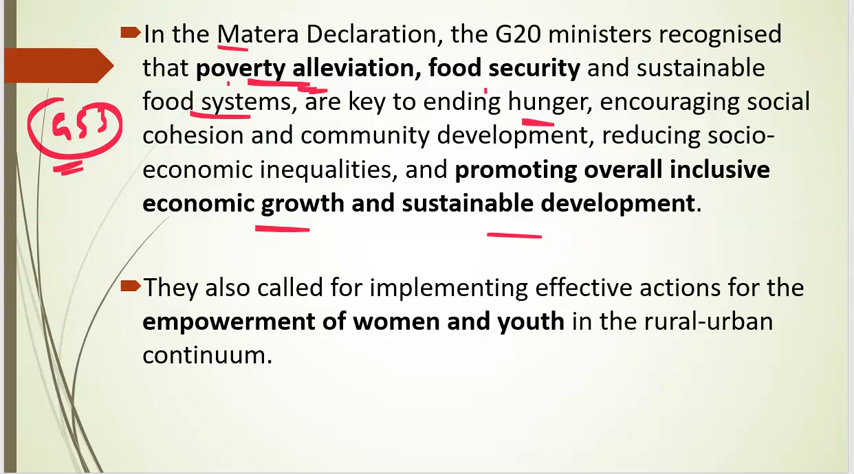 In the Matera Declaration, the G20 ministers recognised
that poverty alleviation, food security and sustainable
food systems, are key to ending hunger, encouraging social
cohesion and community development, reducing socio-
economic inequalities, and promoting overall inclusive
economic growth and sustainable development.
GS3
They also called for implementing effective actions for the
empowerment of women and youth in the rural-urban
continuum.